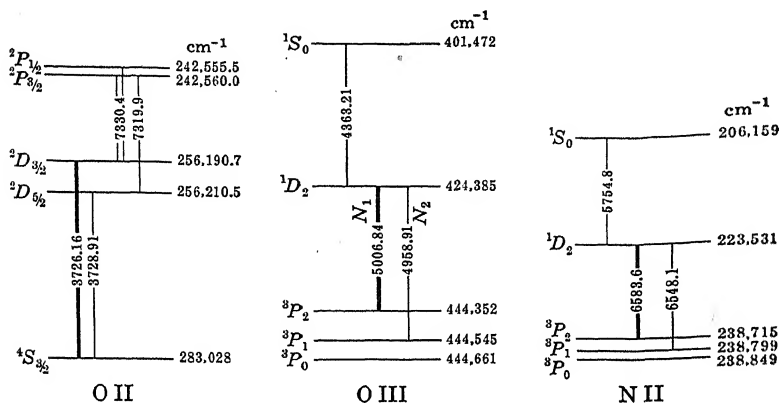 cm⁻¹
²P₁/₂ 242,555.5
²P₃/₂ 242,560.0
7330.4
7319.9
²D₃/₂ 256,190.7
²D₅/₂ 256,210.5
3726.16
3728.91
⁴S₃/₂ 283,028
O II
cm⁻¹
¹S₀ 401,472
4363.21
¹D₂ 424,385
N₁
N₂
5006.84
4958.91
³P₂ 444,352
³P₁ 444,545
³P₀ 444,661
O III
cm⁻¹
¹S₀ 206,159
5754.8
¹D₂ 223,531
6583.6
6548.1
³P₂ 238,715
³P₁ 238,799
³P₀ 238,849
N II